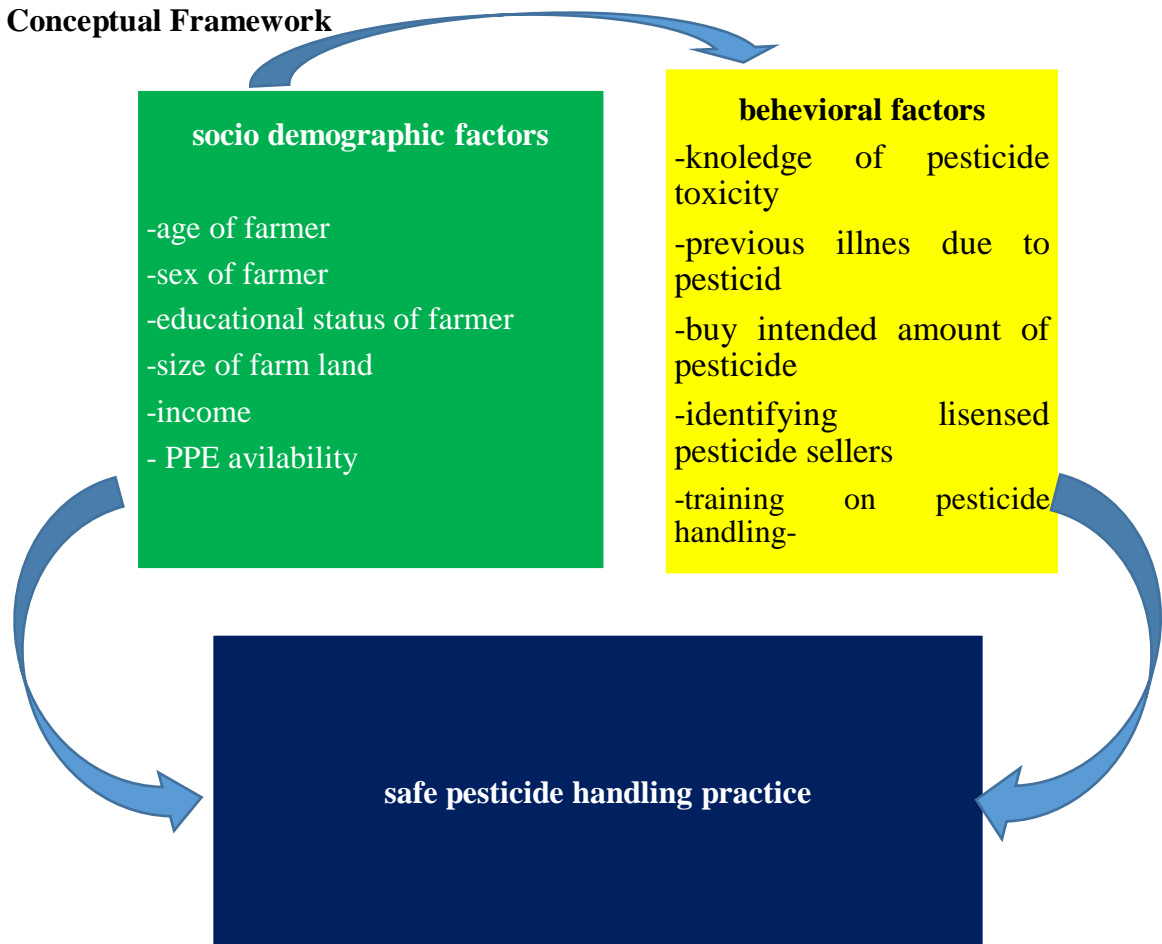 Conceptual Framework
socio demographic factors
-age of farmer
-sex of farmer
-educational status of farmer
-size of farm land
-income
- PPE avilability
behevioral factors
-knoledge of pesticide
toxicity
-previous illnes due to
pesticid
-buy intended amount of
pesticide
-identifying lisensed
pesticide sellers
-training on pesticide
handling-
safe pesticide handling practice